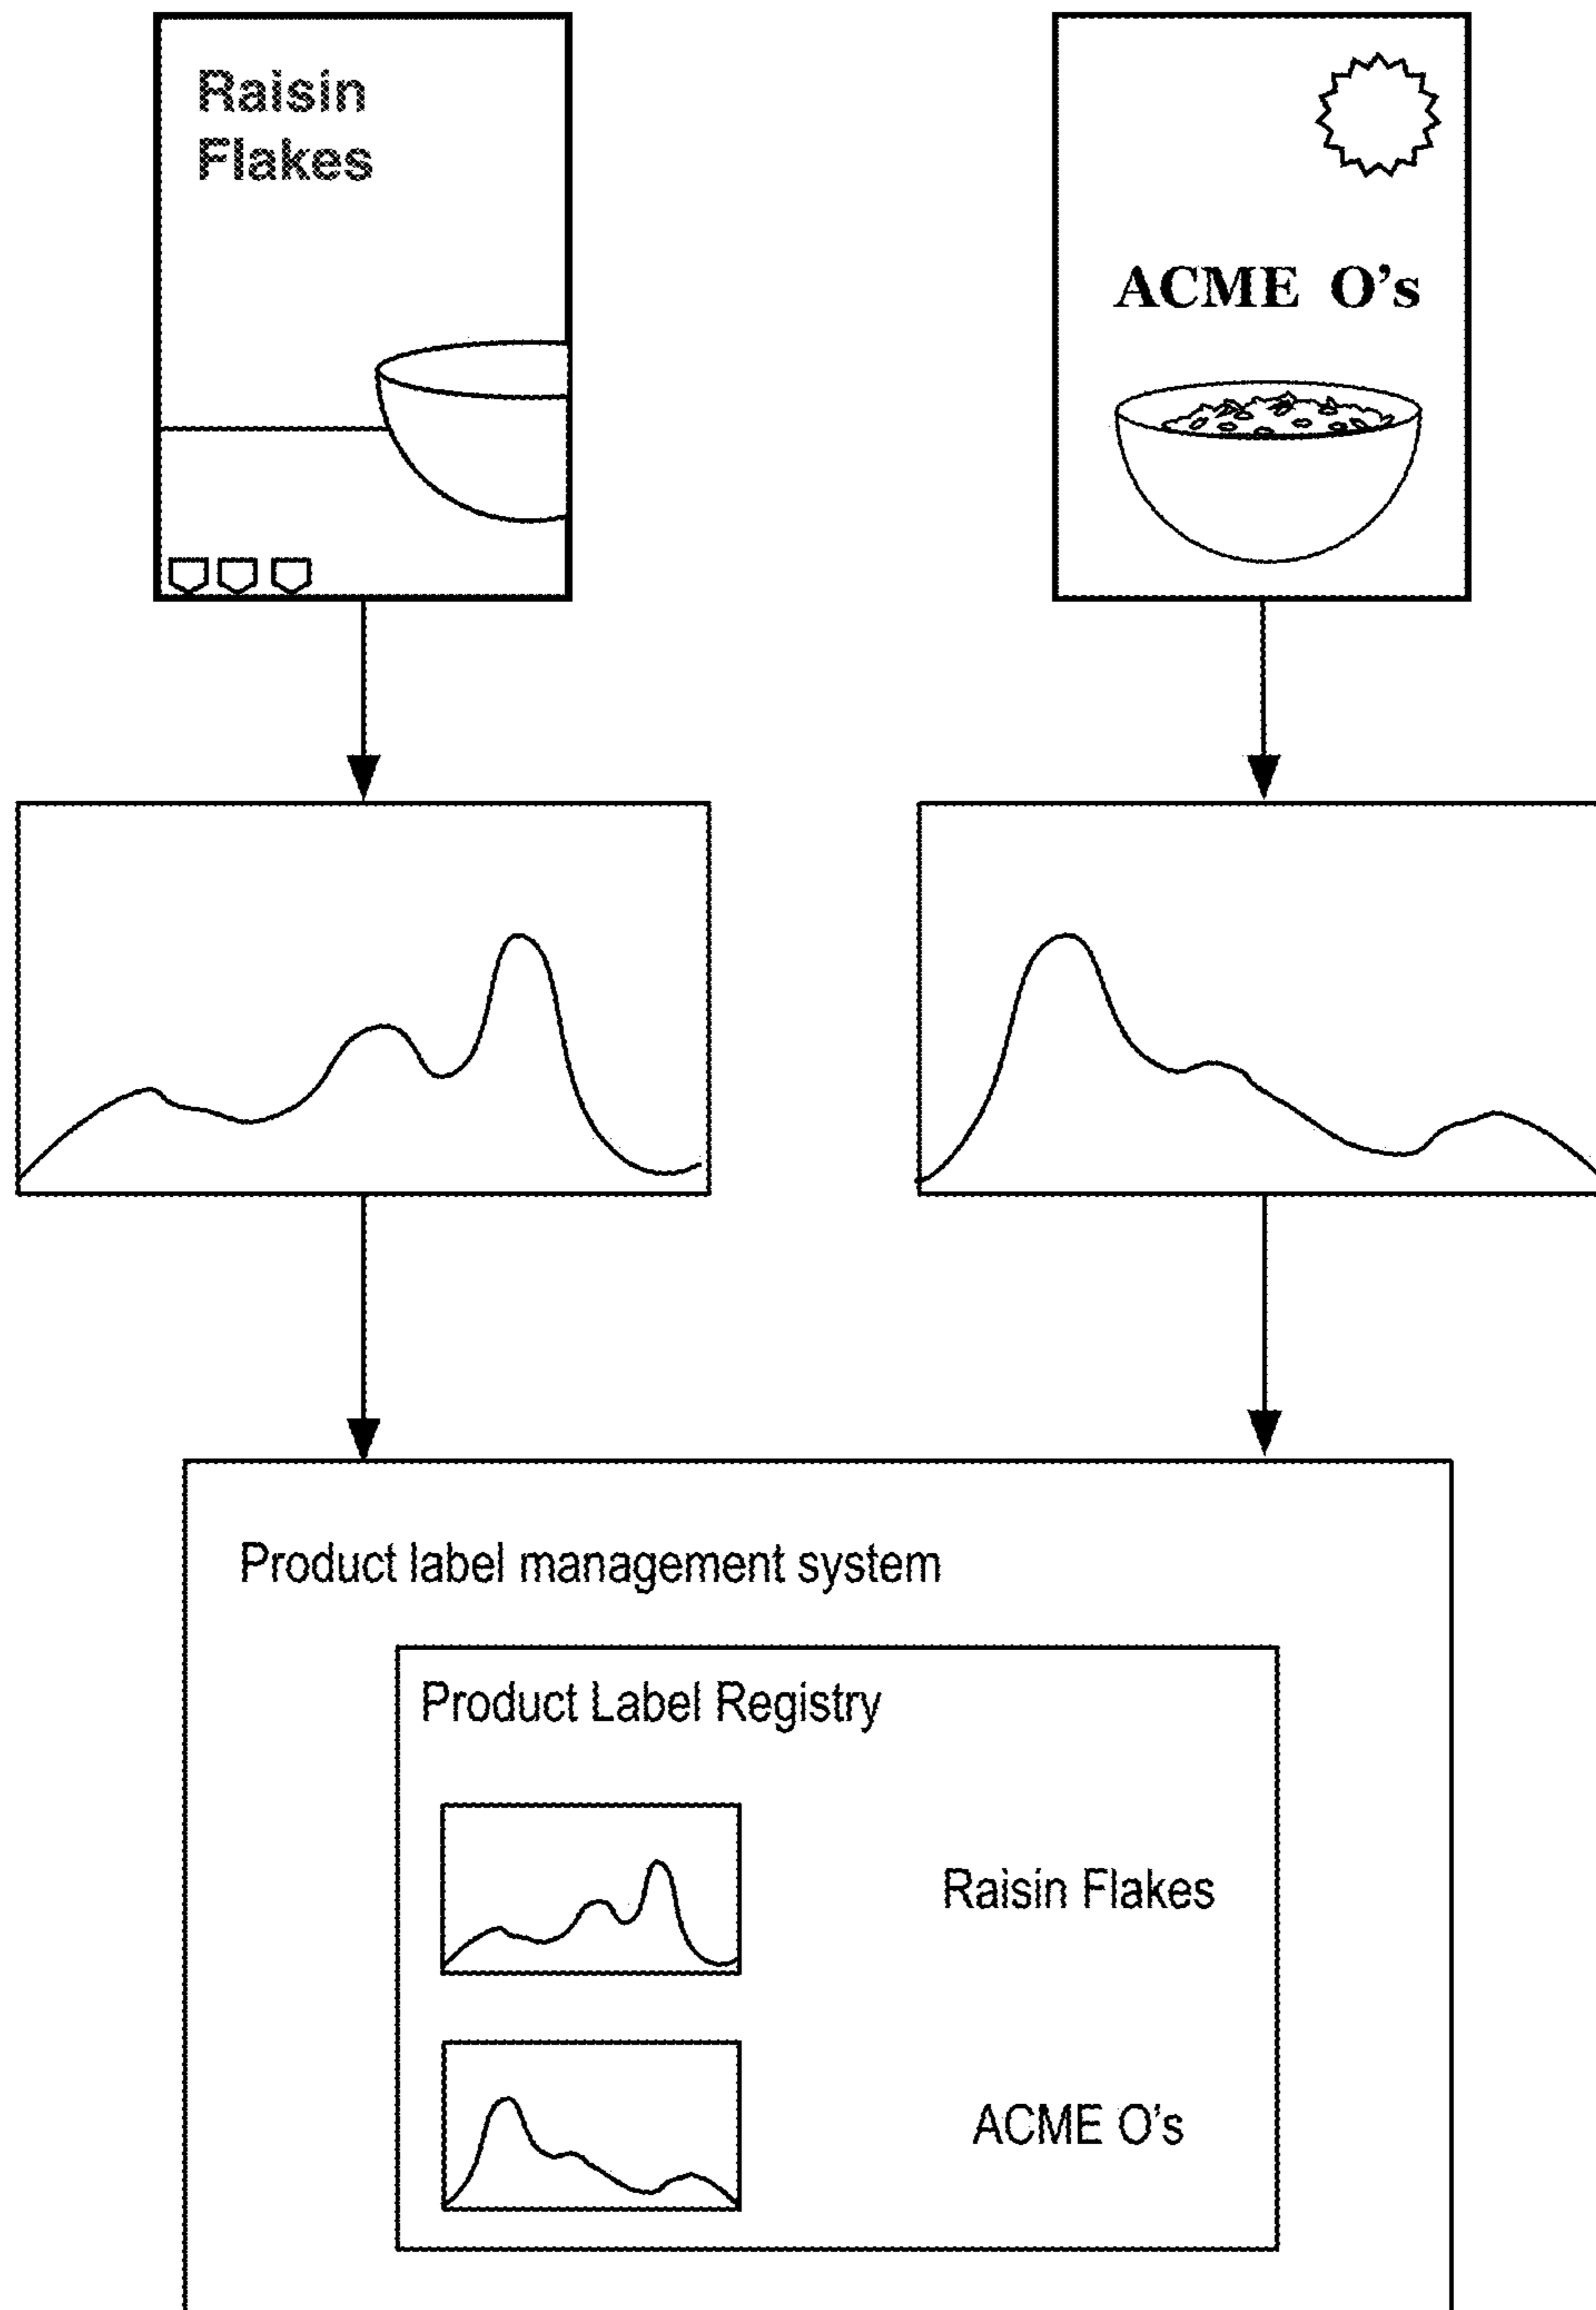 Raisin
Flakes
ACME O's
Product label management system
Product Label Registry
Raisin Flakes
ACME O's